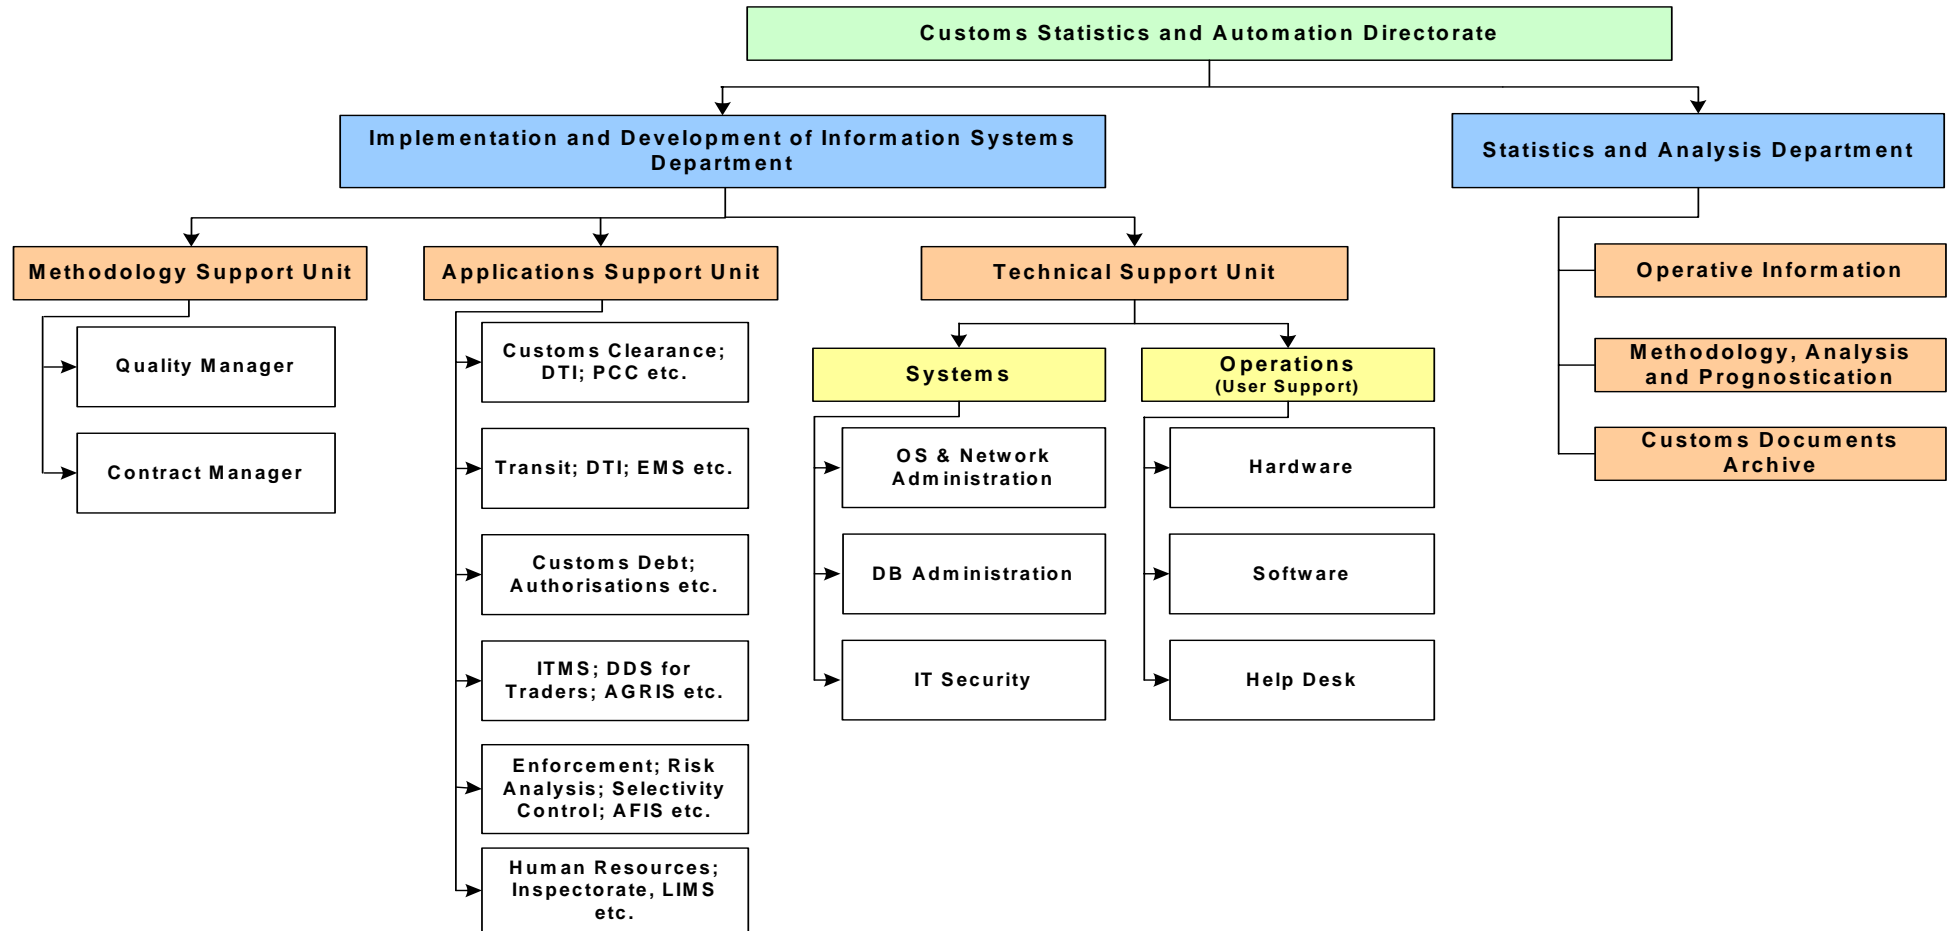 Customs Statistics and Automation Directorate
Implementation and Development of Information Systems
Department
Statistics and Analysis Department
Methodology Support Unit
Quality Manager
Contract Manager
Applications Support Unit
Customs Clearance;
DTI; PCC etc.
Transit; DTI; EMS etc.
Customs Debt;
Authorisations etc.
ITMS; DDS for
Traders; AGRIS etc.
Enforcement; Risk
Analysis; Selectivity
Control; AFIS etc.
Human Resources;
Inspectorate, LIMS
etc.
Technical Support Unit
Systems
OS & Network
Administration
DB Administration
IT Security
Operations
(User Support)
Hardware
Software
Help Desk
Operative Information
Methodology, Analysis
and Prognostication
Customs Documents
Archive